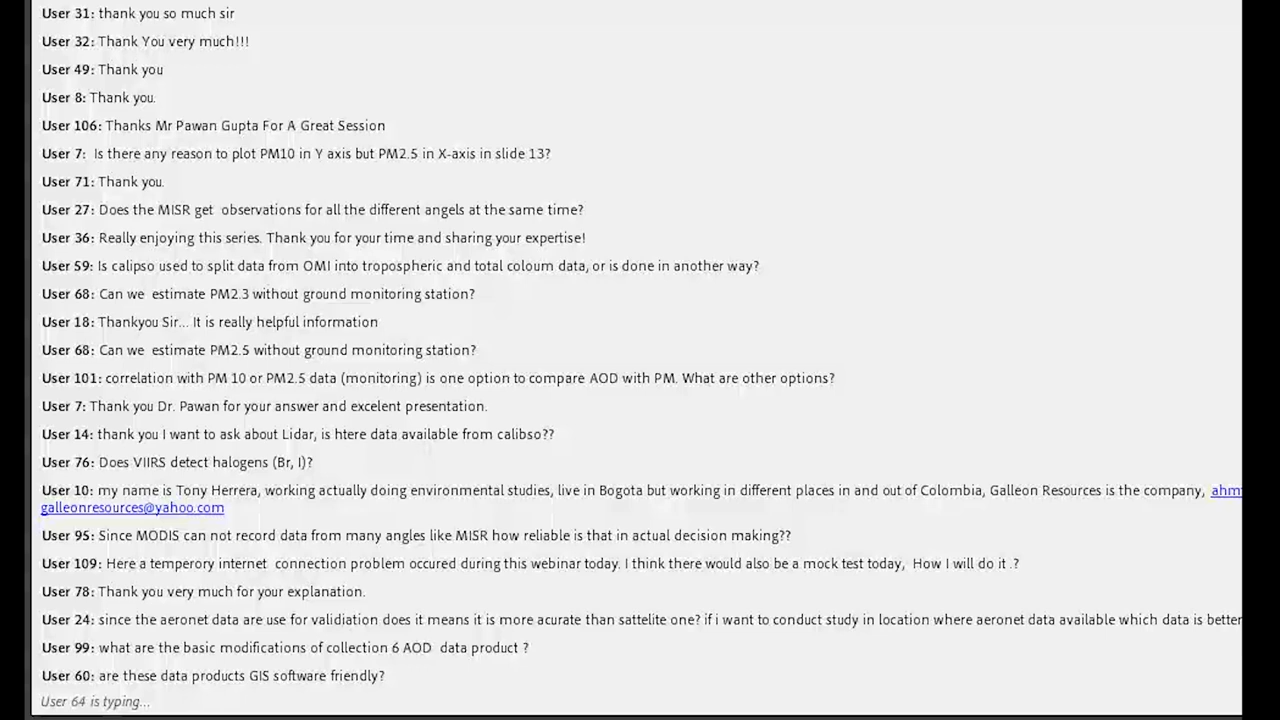 User 31: thank you so much sir
User 32: Thank You very much!!!
User 49: Thank you
User 8: Thank you.
User 106: Thanks Mr Pawan Gupta For A Great Session
User 7: Is there any reason to plot PM10 in Y axis but PM2.5 in X-axis in slide 13?
User 71: Thank you.
User 27: Does the MISR get observations for all the different angels at the same time?
User 36: Really enjoying this series. Thank you for your time and sharing your expertise!
User 59: Is calipso used to split data from OMI into tropospheric and total coloum data, or is done in another way?
User 68: Can we estimate PM2.3 without ground monitoring station?
User 18: Thankyou Sir... It is really helpful information
User 68: Can we estimate PM2.5 without ground monitoring station?
User 101: correlation with PM 10 or PM2.5 data (monitoring) is one option to compare AOD with PM. What are other options?
User 7: Thank you Dr. Pawan for your answer and excelent presentation.
User 14: thank you I want to ask about Lidar, is htere data available from calibso??
User 76: Does VIIRS detect halogens (Br, I)?
User 10: my name is Tony Herrera, working actually doing environmental studies, live in Bogota but working in different places in and out of Colombia, Galleon Resources is the company, ahm
galleonresources@yahoo.com
User 95: Since MODIS can not record data from many angles like MISR how reliable is that in actual decision making??
User 109: Here a temperory internet connection problem occured during this webinar today. I think there would also be a mock test today, How I will do it .?
User 78: Thank you very much for your explanation.
User 24: since the aeronet data are use for validiation does it means it is more acurate than sattelite one? if i want to conduct study in location where aeronet data available which data is better
User 99: what are the basic modifications of collection 6 AOD data product ?
User 60: are these data products GIS software friendly?
User 64 is typing...